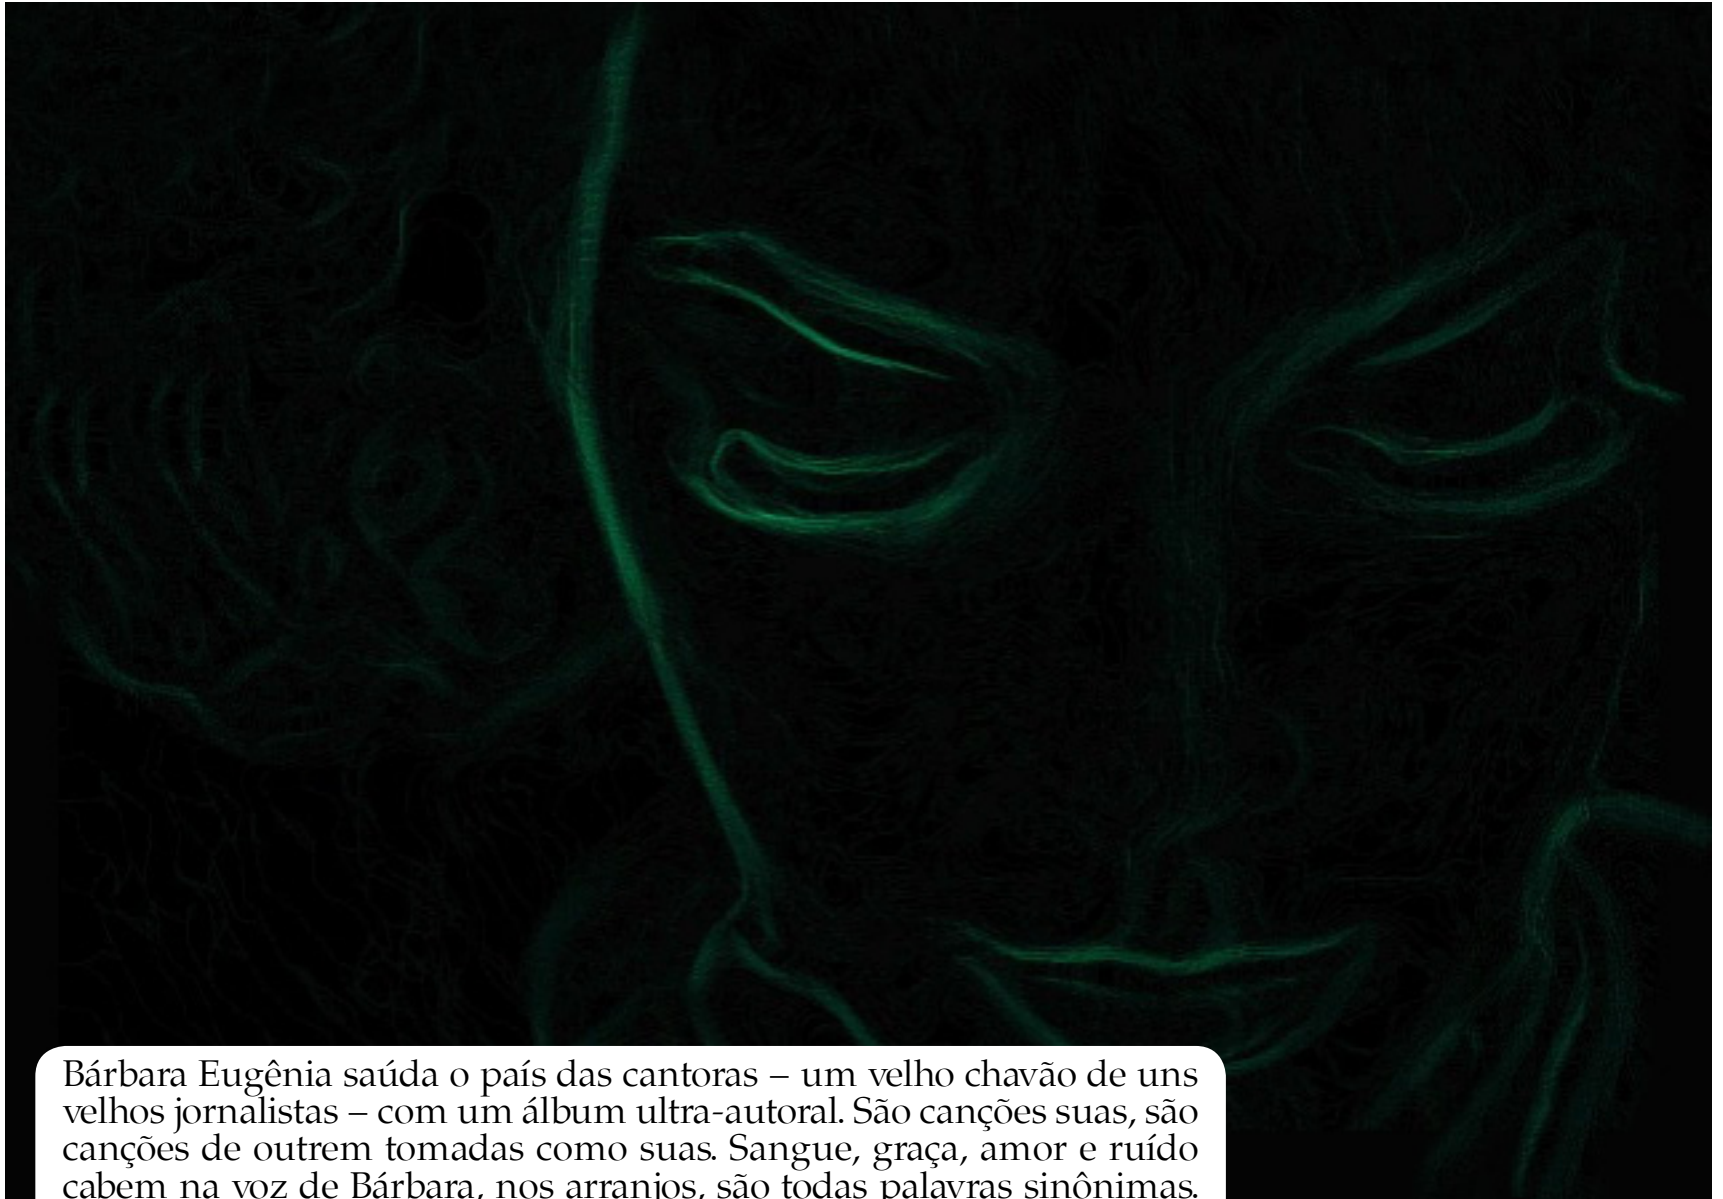 Bárbara Eugênia saúda o país das cantoras – um velho chavão de uns
velhos jornalistas – com um álbum ultra-autoral. São canções suas, são
canções de outrem tomadas como suas. Sangue, graça, amor e ruído
cabem na voz de Bárbara, nos arranjos, são todas palavras sinônimas.